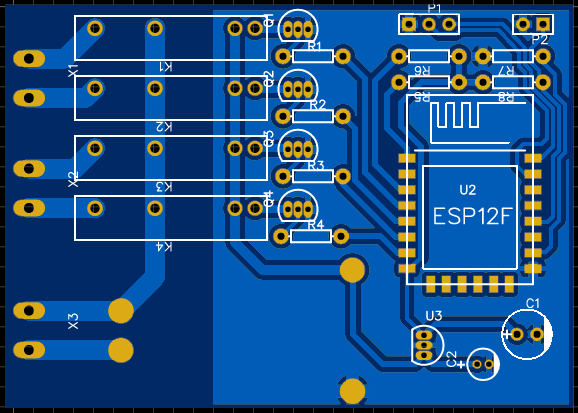 P1
P2
Q1
R1
K1
X1
R6
R7
R5
R8
Q2
R2
K2
Q3
R3
X2
K3
U2
ESP12F
Q4
R4
K4
C1
+
X3
U3
C2
+